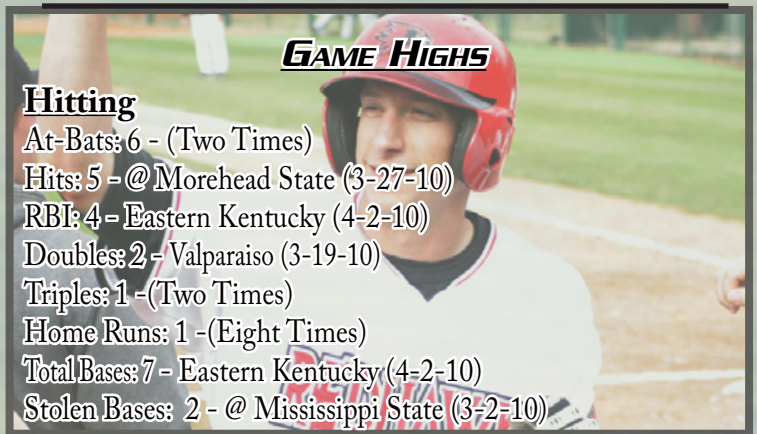 GAME HIGHS
Hitting
At-Bats: 6 - (Two Times)
Hits: 5 - @ Morehead State (3-27-10)
RBI: 4 - Eastern Kentucky (4-2-10)
Doubles: 2 - Valparaiso (3-19-10)
Triples: 1 -(Two Times)
Home Runs: 1 -(Eight Times)
Total Bases: 7 - Eastern Kentucky (4-2-10)
Stolen Bases: 2 - @ Mississippi State (3-2-10)